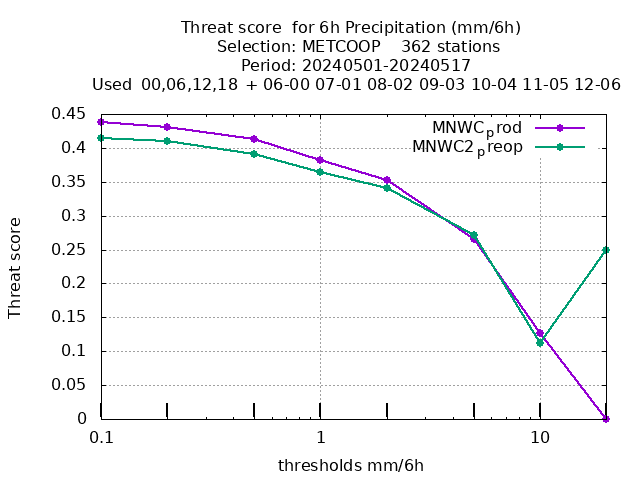 Threat score  for 6h Precipitation (mm/6h)
Selection: METCOOP    362 stations
Period: 20240501-20240517
Used  00,06,12,18  + 06-00 07-01 08-02 09-03 10-04 11-05 12-06
MNWCprod
MNWC2preop
0.45
0.4
0.35
0.3
0.25
0.2
0.15
0.1
0.05
0
Threat score
0.1 1 10
thresholds mm/6h